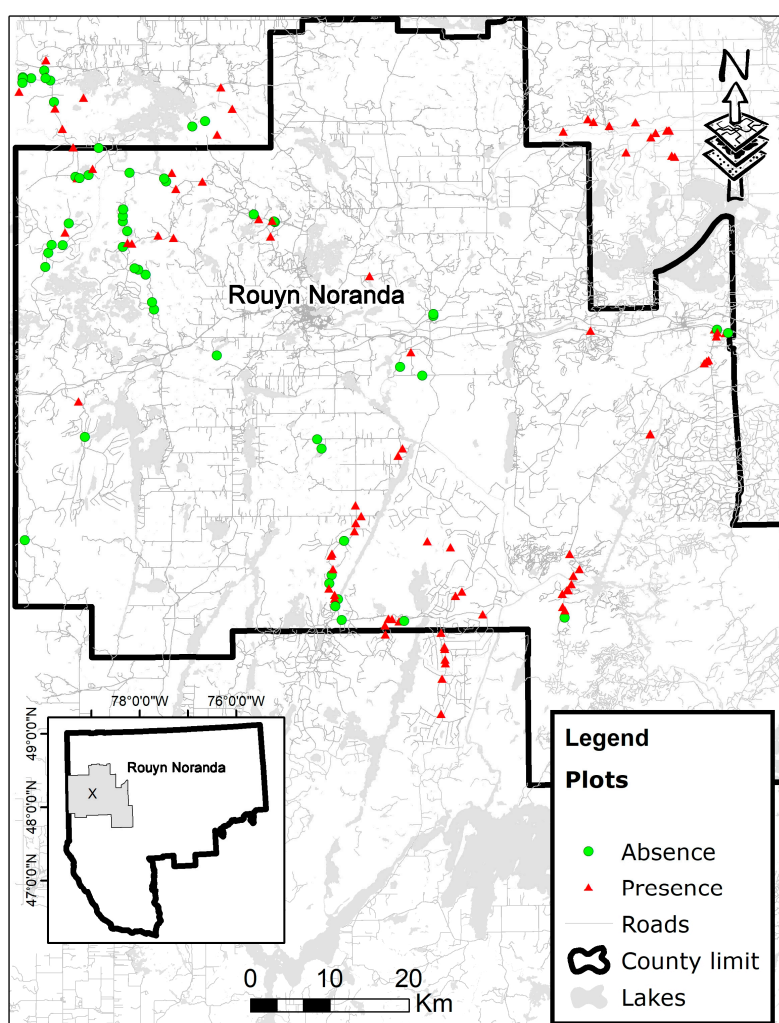 N
Rouyn Noranda
78°0'0"W 76°0'0"W
49°0'0"N
48°0'0"N
47°0'0"N
Rouyn Noranda
X
0 10 20
Km
Legend
Plots
Absence
Presence
Roads
County limit
Lakes